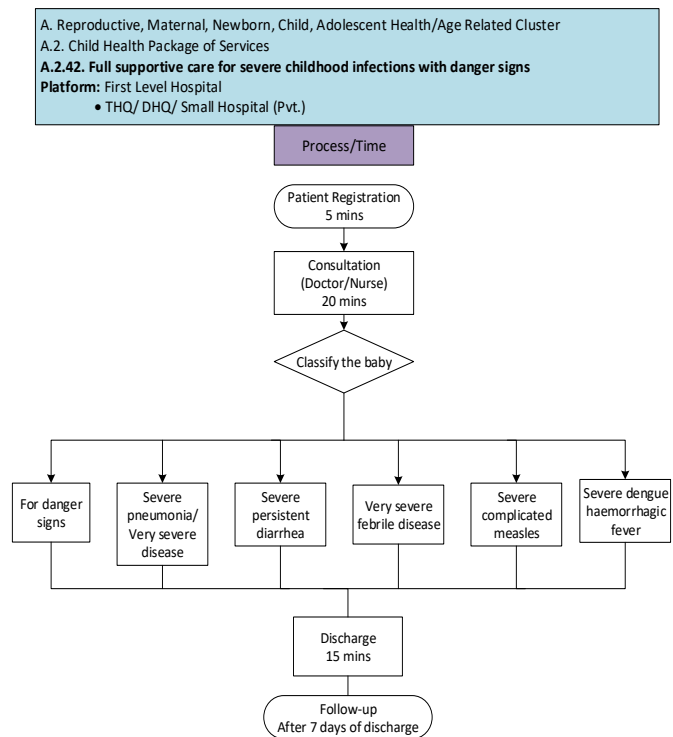 A. Reproductive, Maternal, Newborn, Child, Adolescent Health/Age Related Cluster
A.2. Child Health Package of Services
A.2.42. Full supportive care for severe childhood infections with danger signs
Platform: First Level Hospital
• THQ/ DHQ/ Small Hospital (Pvt.)
Process/Time
Patient Registration
5 mins
Consultation
(Doctor/Nurse)
20 mins
Classify the baby
For danger
signs
Severe
pneumonia/
Very severe
disease
Severe
persistent
diarrhea
Very severe
febrile disease
Severe
complicated
measles
Severe dengue
haemorrhagic
fever
Discharge
15 mins
Follow-up
After 7 days of discharge